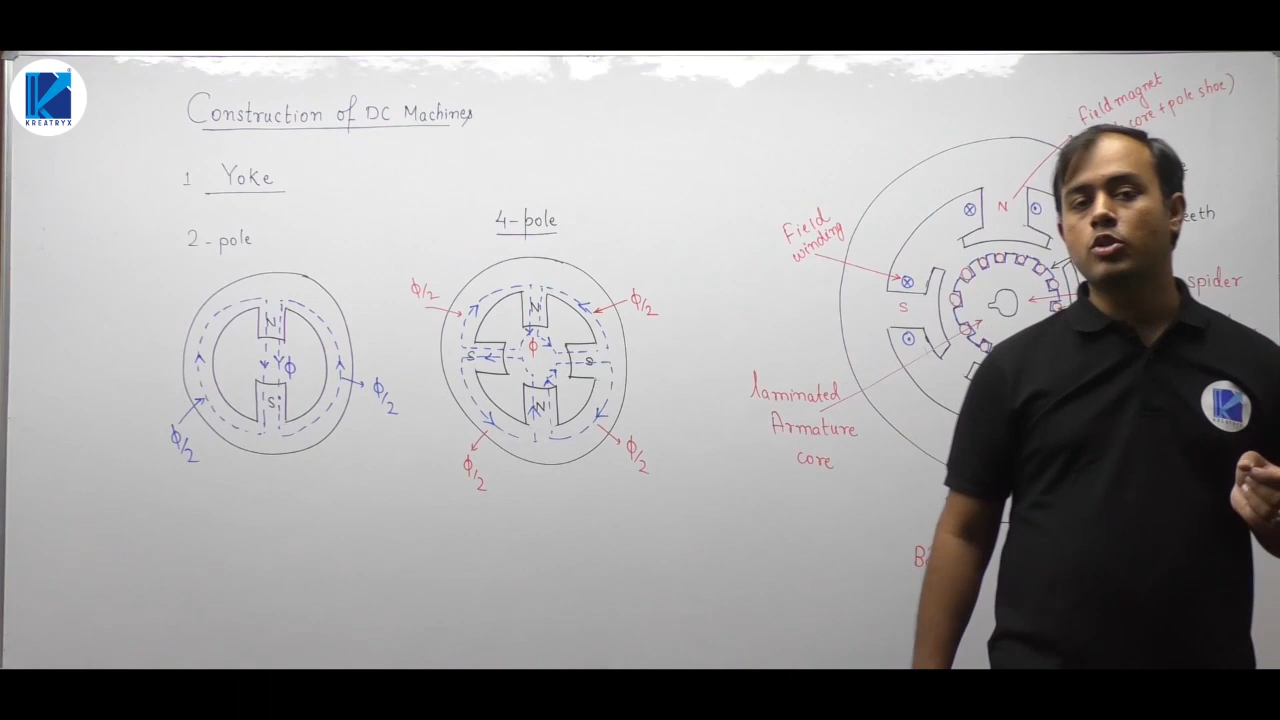 KREATRYX
Construction of DC Machines
1 Yoke
2-pole
N
S
ϕ
ϕ/2
ϕ/2
4-pole
N
S
S
N
ϕ
ϕ/2
ϕ/2
ϕ/2
ϕ/2
Field magnet
core + pole shoe)
Field
winding
N
S
eeth
spider
laminated
Armature
core